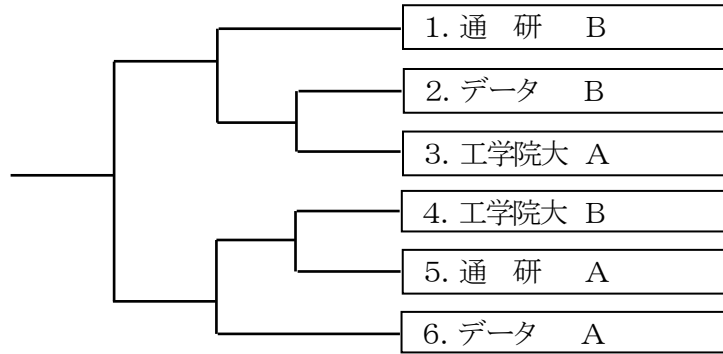 1. 通　研　B
2. データ　B
3. 工学院大 A
4. 工学院大 B
5. 通　研　A
6. データ　A